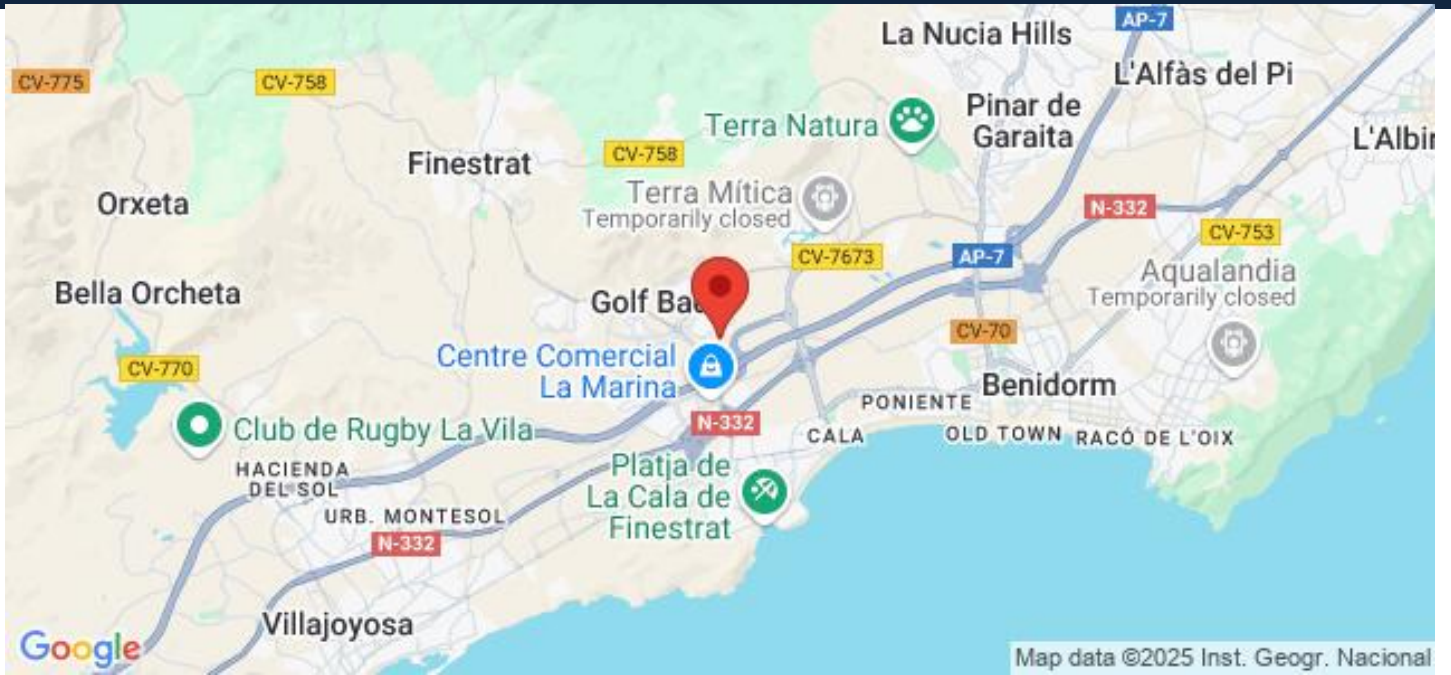 AP-7
La Nucia Hills
L'Alfàs del Pi
CV-775
CV-758
Pinar de
Garaita
Terra Natura
L'Albir
Finestrat
CV-758
Terra Mítica
Temporarily closed
Orxeta
N-332
CV-753
CV-7673
AP-7
Aqualandia
Temporarily closed
Bella Orcheta
Golf Ba
CV-70
Centre Comercial
La Marina
CV-770
Benidorm
PONIENTE
N-332
Club de Rugby La Vila
CALA
OLD TOWN
RACÓ DE L'OIX
HACIENDA
DEL SOL
Platja de
La Cala de
Finestrat
URB. MONTESOL
N-332
Villajoyosa
Google
Map data ©2025 Inst. Geogr. Nacional